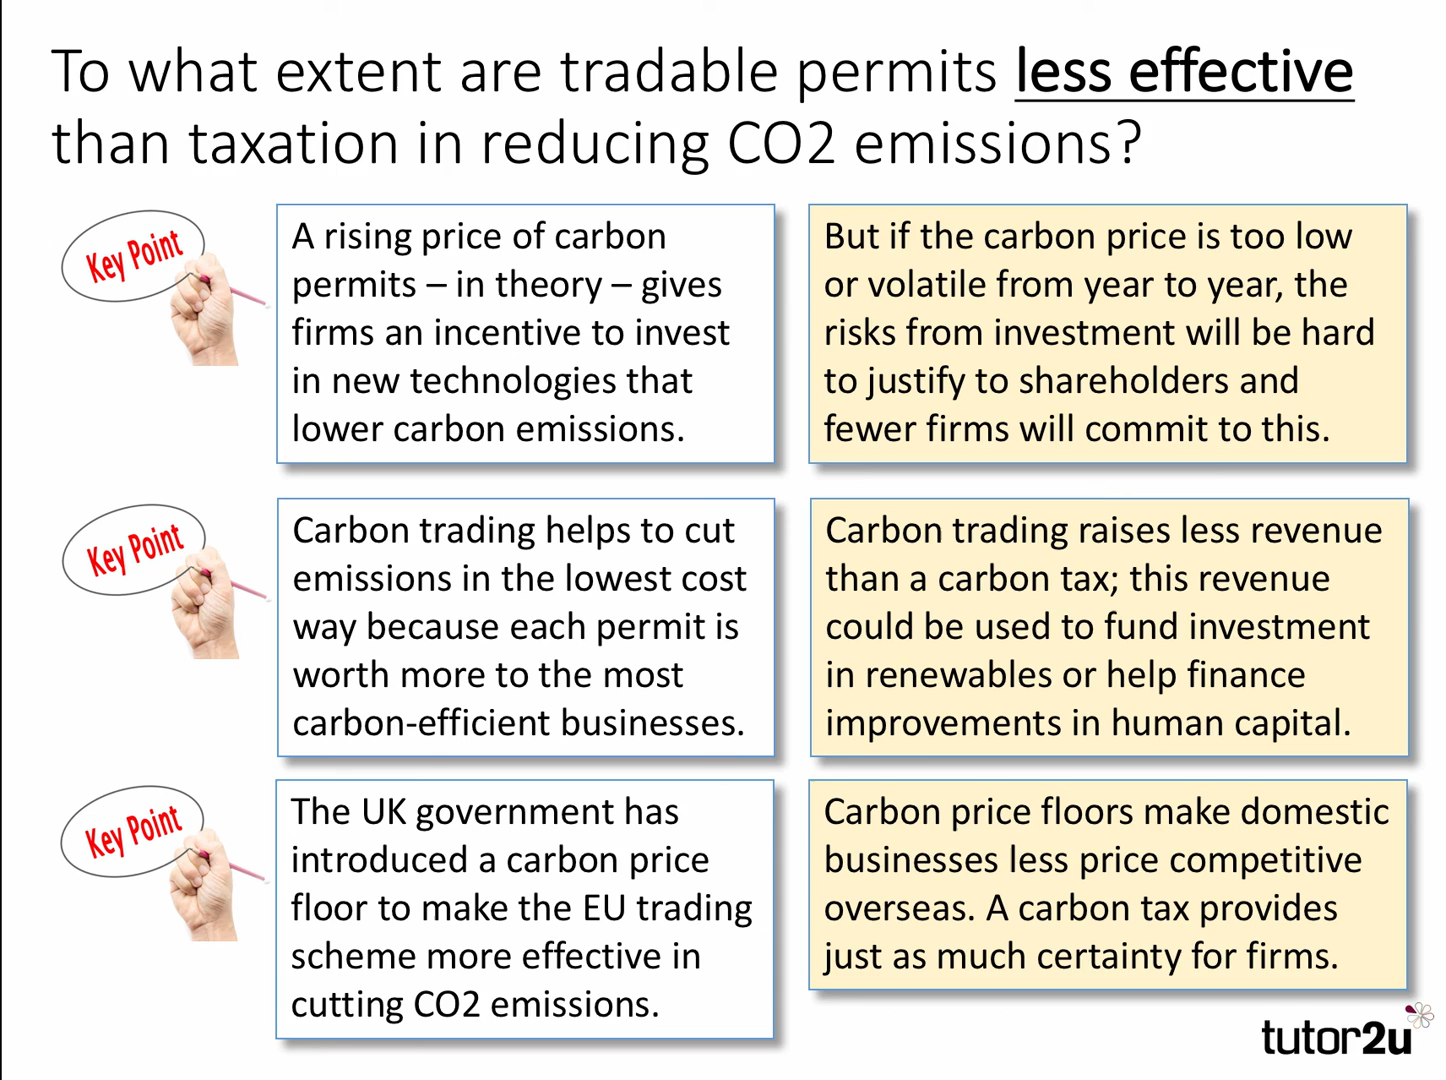 To what extent are tradable permits less effective
than taxation in reducing CO2 emissions?
Key Point
A rising price of carbon
permits – in theory – gives
firms an incentive to invest
in new technologies that
lower carbon emissions.
But if the carbon price is too low
or volatile from year to year, the
risks from investment will be hard
to justify to shareholders and
fewer firms will commit to this.
Key Point
Carbon trading helps to cut
emissions in the lowest cost
way because each permit is
worth more to the most
carbon-efficient businesses.
Carbon trading raises less revenue
than a carbon tax; this revenue
could be used to fund investment
in renewables or help finance
improvements in human capital.
Key Point
The UK government has
introduced a carbon price
floor to make the EU trading
scheme more effective in
cutting CO2 emissions.
Carbon price floors make domestic
businesses less price competitive
overseas. A carbon tax provides
just as much certainty for firms.
tutor2u